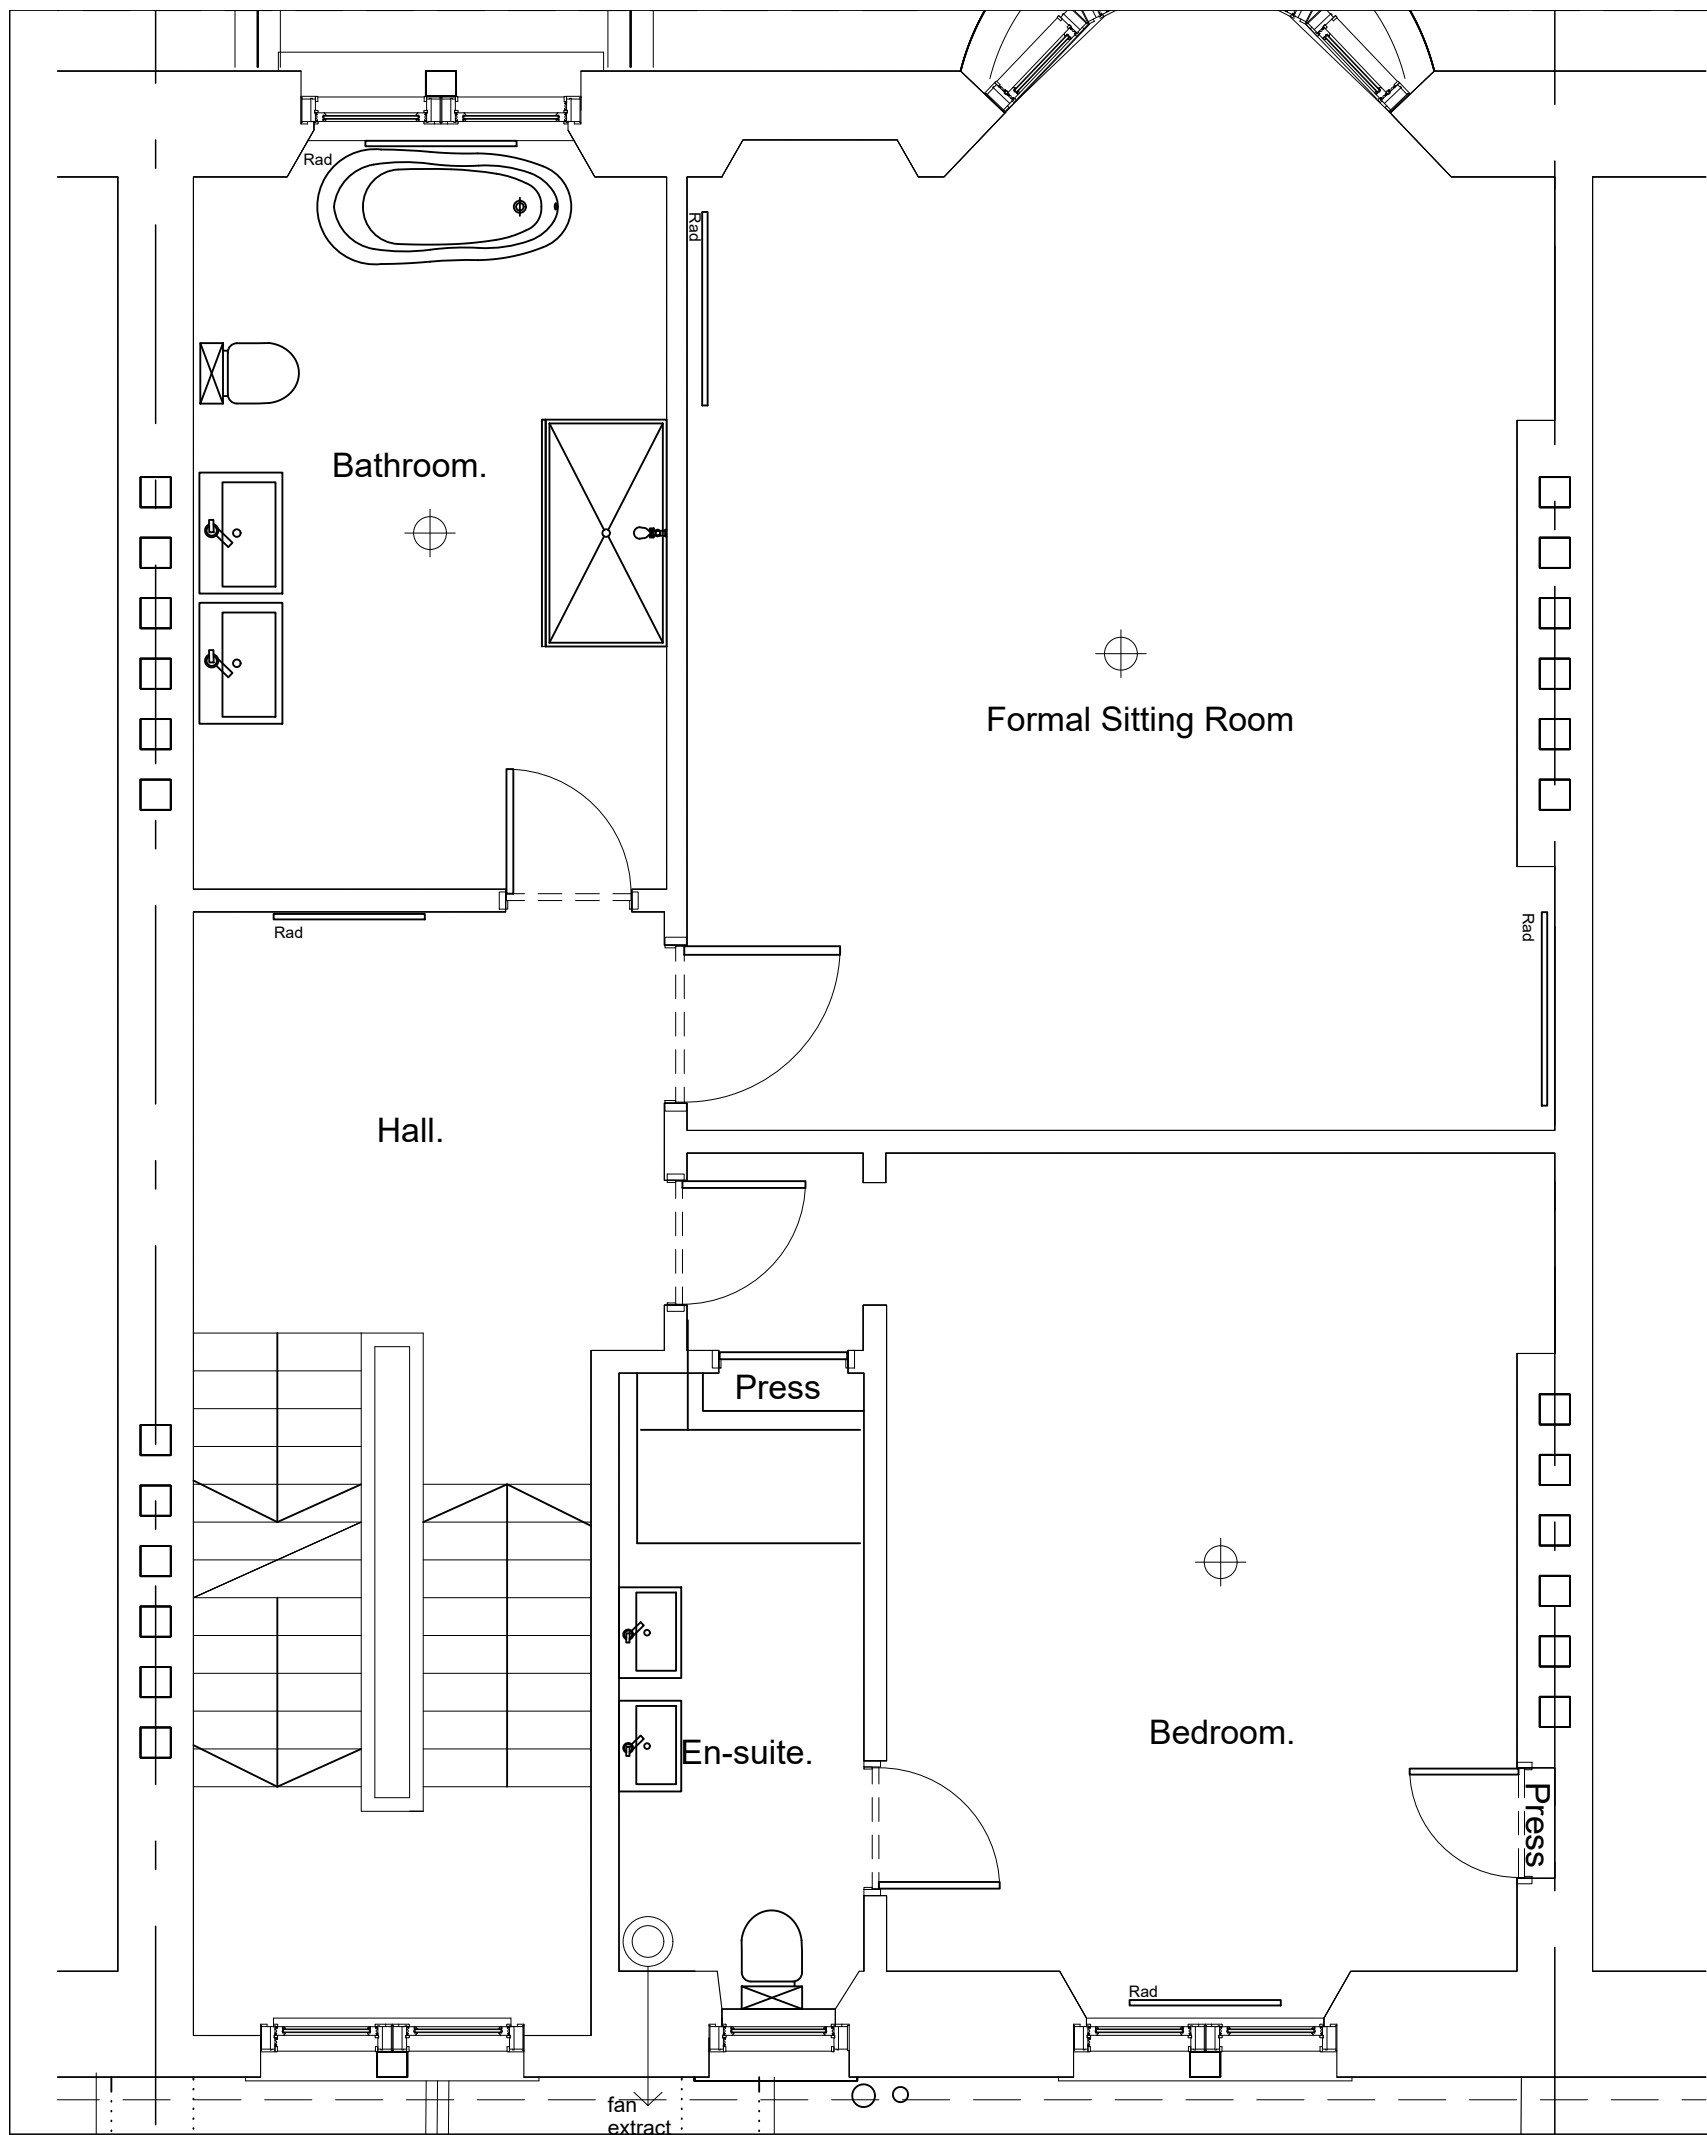 Rad
Rad
Bathroom.
Formal Sitting Room
Rad
Rad
Hall.
Press
Bedroom.
En-suite.
Press
Rad
fan
extract